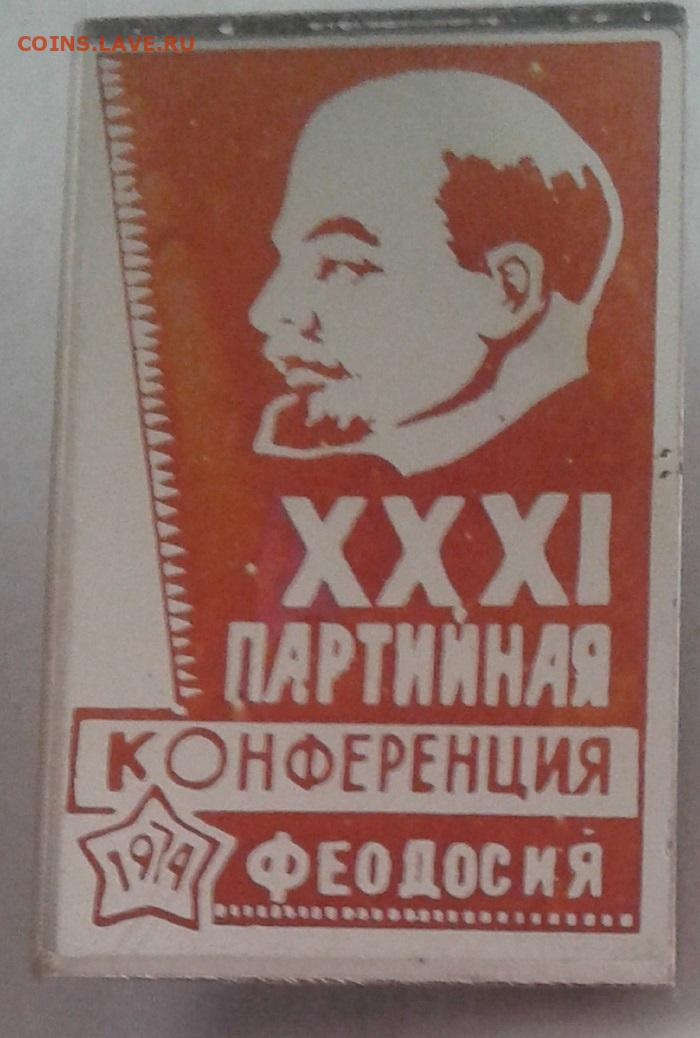 COINS.LAVE.RU
XXXI
ПАРТИЙНАЯ
КОНФЕРЕНЦИЯ
1974
ФЕОДОСИЯ